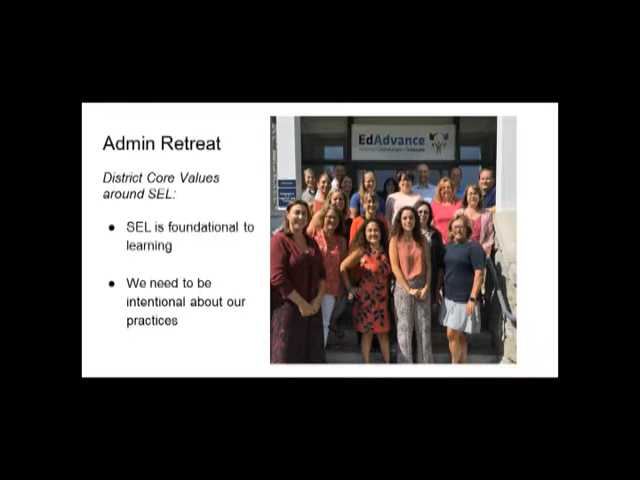 Admin Retreat
District Core Values
around SEL:
● SEL is foundational to
learning
● We need to be
intentional about our
practices
EdAdvance